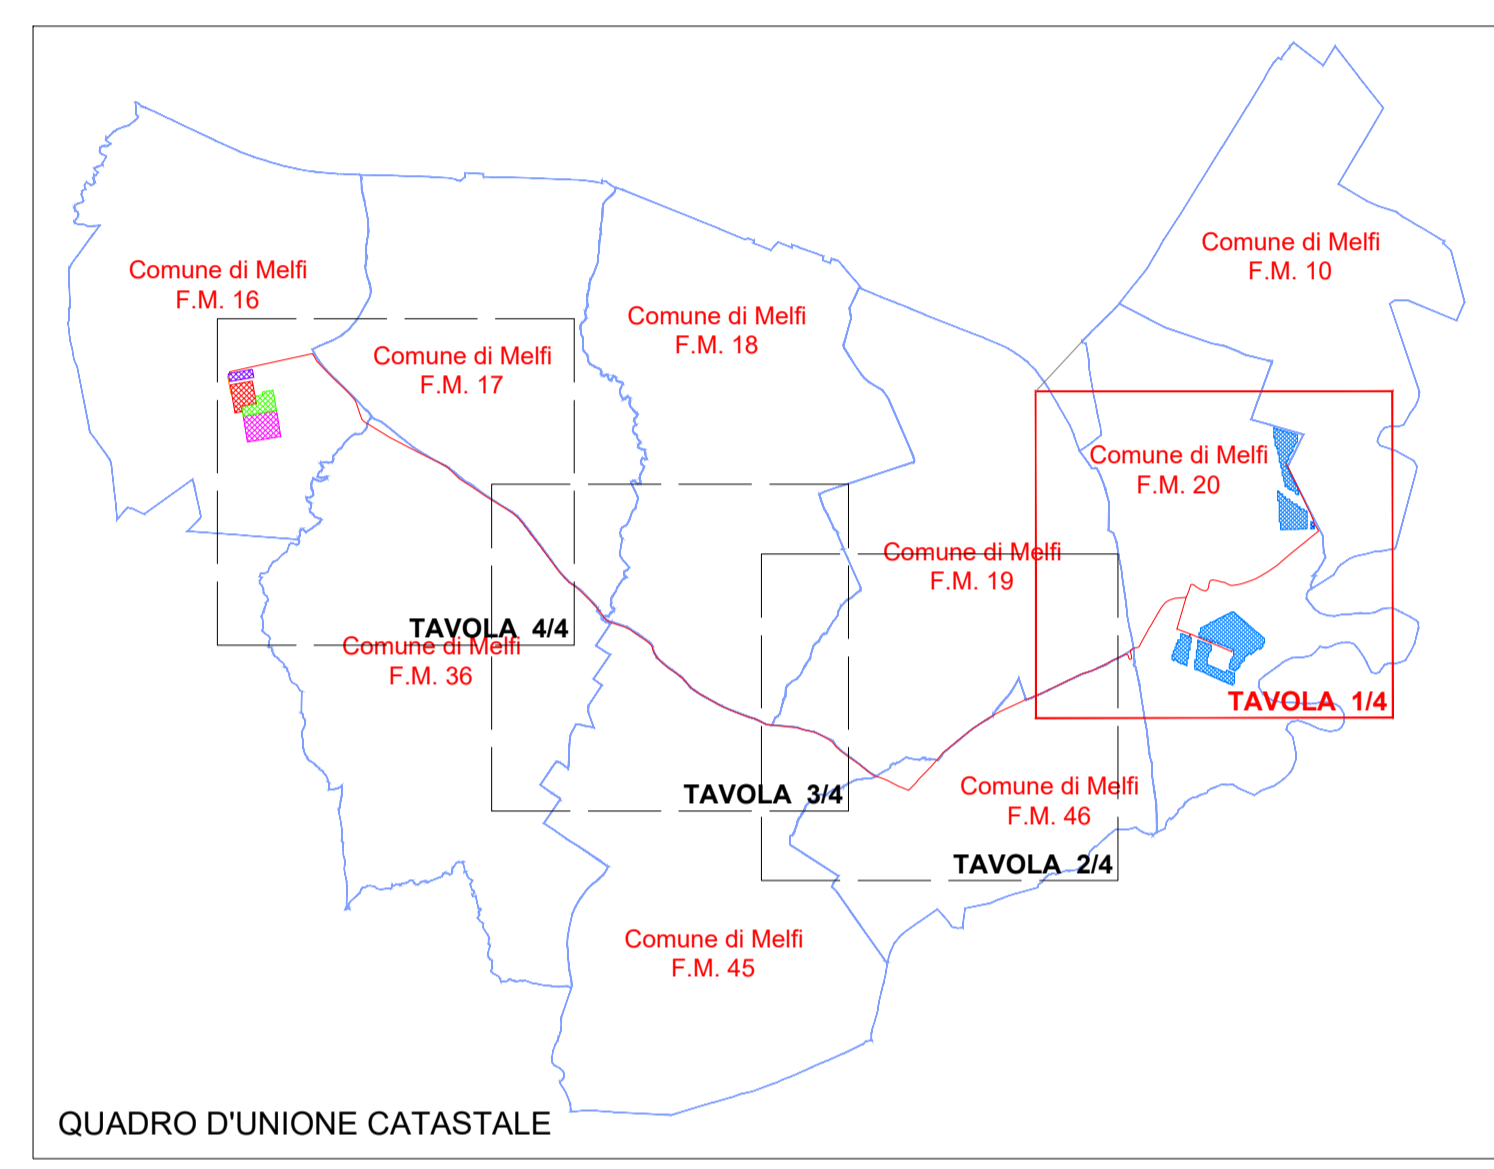 Comune di Melfi
F.M. 10
Comune di Melfi
F.M. 16
Comune di Melfi
F.M. 18
Comune di Melfi
F.M. 17
Comune di Melfi
F.M. 20
Comune di Melfi
F.M. 19
TAVOLA 4/4
Comune di Melfi
F.M. 36
TAVOLA 1/4
TAVOLA 3/4
Comune di Melfi
F.M. 46
TAVOLA 2/4
Comune di Melfi
F.M. 45
QUADRO D'UNIONE CATASTALE